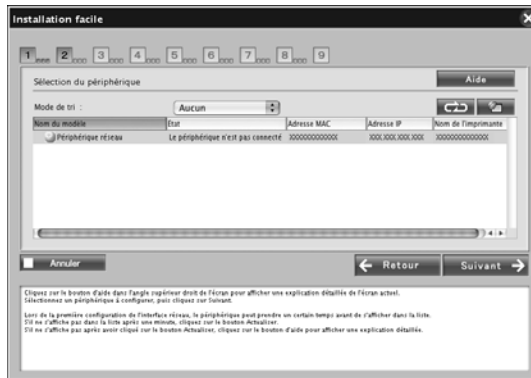 Installation facile
1 2 3 4 5 6 7 8 9
Sélection du périphérique
Aide
Mode de tri :
Aucun
Nom du modèle Etat Adresse MAC Adresse IP Nom de l'imprimante
Périphérique réseau Le périphérique n'est pas connecté XXXXXXXXXXXX XXX.XXX.XXX.XXX XXXXXXXXXXXXX
Annuler
Retour
Suivant
Cliquez sur le bouton d'aide dans l'angle supérieur droit de l'écran pour afficher une explication détaillée de l'écran actuel.
Sélectionnez un périphérique à configurer, puis cliquez sur Suivant.
Lors de la première configuration de l'interface réseau, le périphérique peut prendre un certain temps avant de s'afficher dans la liste.
S'il ne s'affiche pas dans la liste après une minute, cliquez sur le bouton Actualiser.
S'il ne s'affiche pas après avoir cliqué sur le bouton Actualiser, cliquez sur le bouton d'aide pour afficher une explication détaillée.